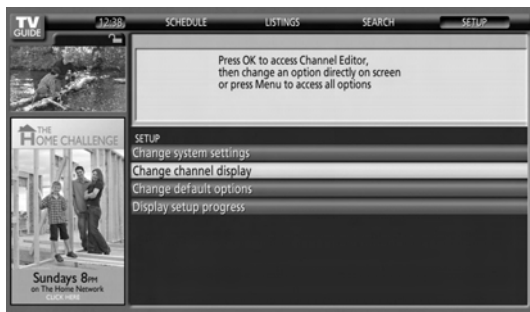 TV
GUIDE
12:38
SCHEDULE
LISTINGS
SEARCH
SETUP
Press OK to access Channel Editor,
then change an option directly on screen
or press Menu to access all options
THE
HOME CHALLENGE
Sundays 8PM
on The Home Network
CLICK HERE
SETUP
Change system settings
Change channel display
Change default options
Display setup progress